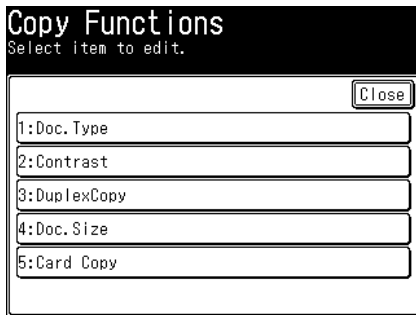 Copy Functions
Select item to edit.
Close
1:Doc.Type
2:Contrast
3:DuplexCopy
4:Doc.Size
5:Card Copy